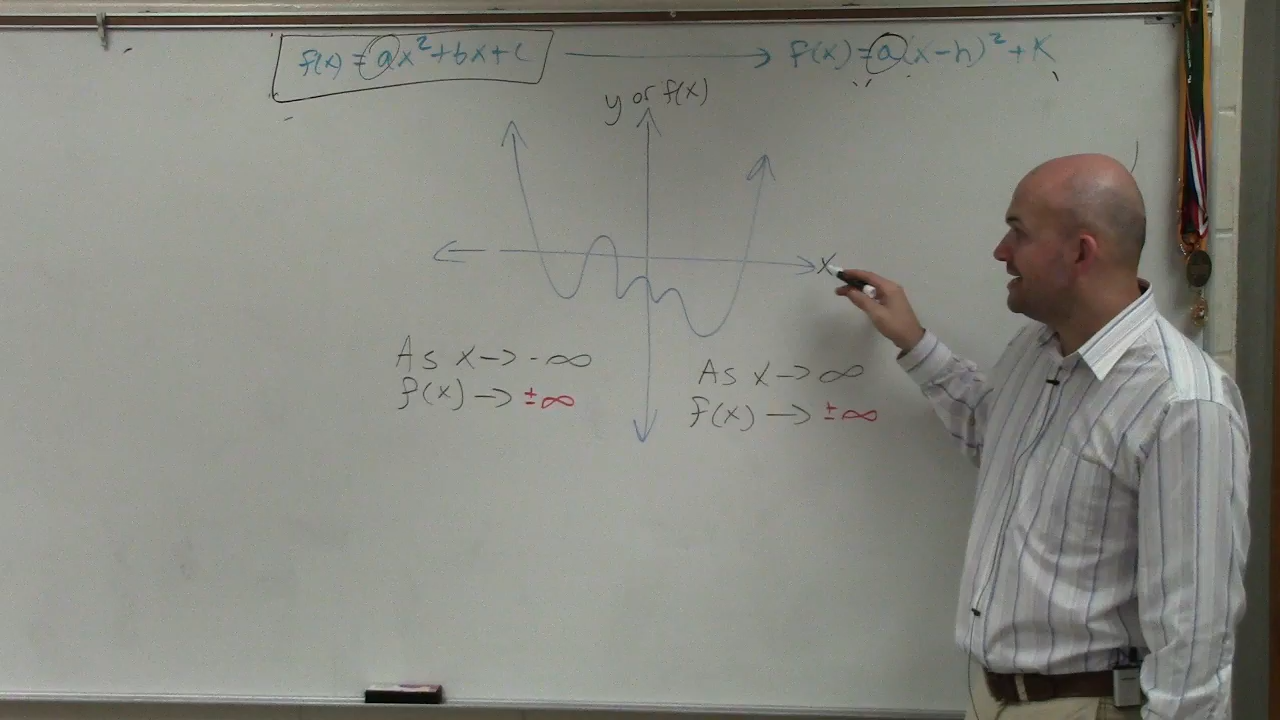 f(x) = ax²+bx+c → f(x) = a(x-h)²+K
y or f(x)
x
As x → -∞
f(x) → ±∞
As x → ∞
f(x) → ±∞